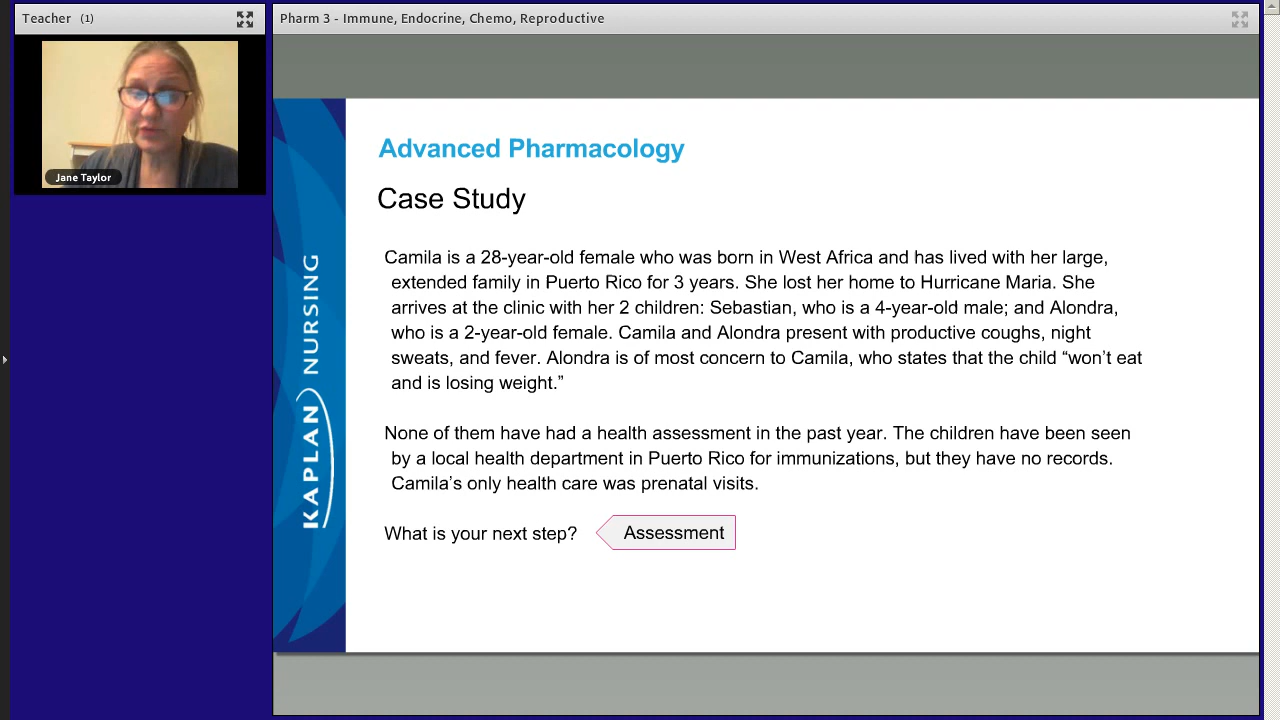 Teacher (1)
Pharm 3 - Immune, Endocrine, Chemo, Reproductive
Jane Taylor
KAPLAN NURSING
Advanced Pharmacology
Case Study
Camila is a 28-year-old female who was born in West Africa and has lived with her large,
extended family in Puerto Rico for 3 years. She lost her home to Hurricane Maria. She
arrives at the clinic with her 2 children: Sebastian, who is a 4-year-old male; and Alondra,
who is a 2-year-old female. Camila and Alondra present with productive coughs, night
sweats, and fever. Alondra is of most concern to Camila, who states that the child “won’t eat
and is losing weight.”
None of them have had a health assessment in the past year. The children have been seen
by a local health department in Puerto Rico for immunizations, but they have no records.
Camila’s only health care was prenatal visits.
What is your next step?
Assessment